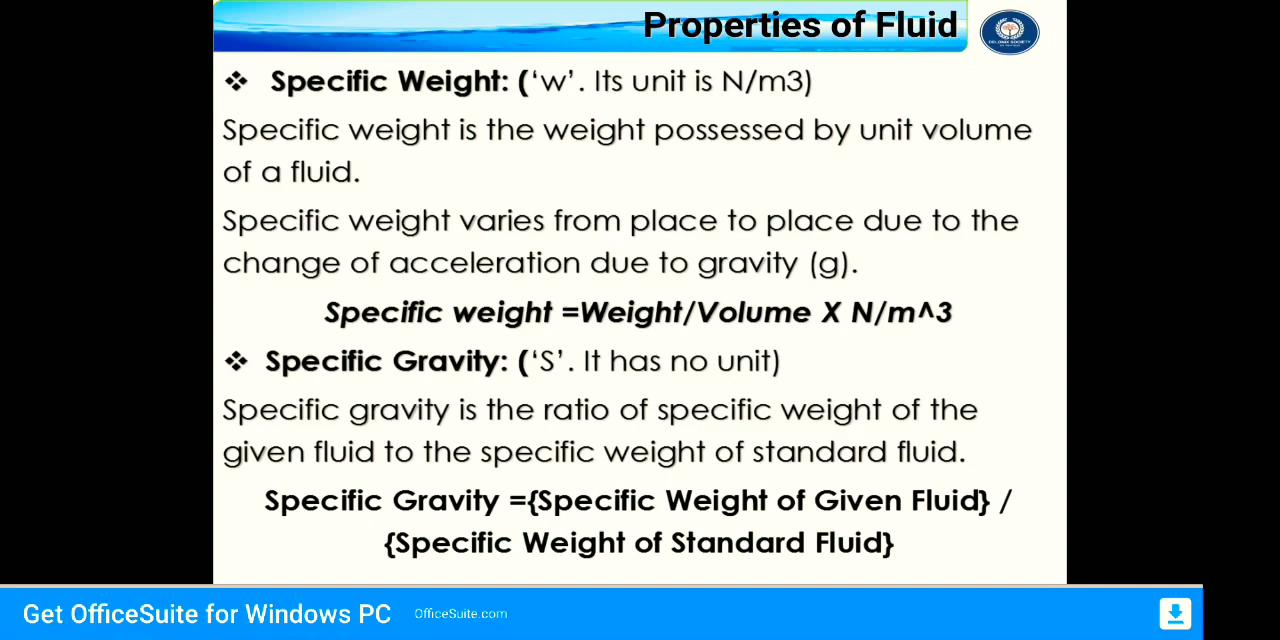 Properties of Fluid
DELONIX SOCIETY
❖ Specific Weight: ('w'. Its unit is N/m3)
Specific weight is the weight possessed by unit volume
of a fluid.
Specific weight varies from place to place due to the
change of acceleration due to gravity (g).
Specific weight =Weight/Volume X N/m^3
❖ Specific Gravity: ('S'. It has no unit)
Specific gravity is the ratio of specific weight of the
given fluid to the specific weight of standard fluid.
Specific Gravity ={Specific Weight of Given Fluid} /
{Specific Weight of Standard Fluid}
Get OfficeSuite for Windows PC OfficeSuite.com